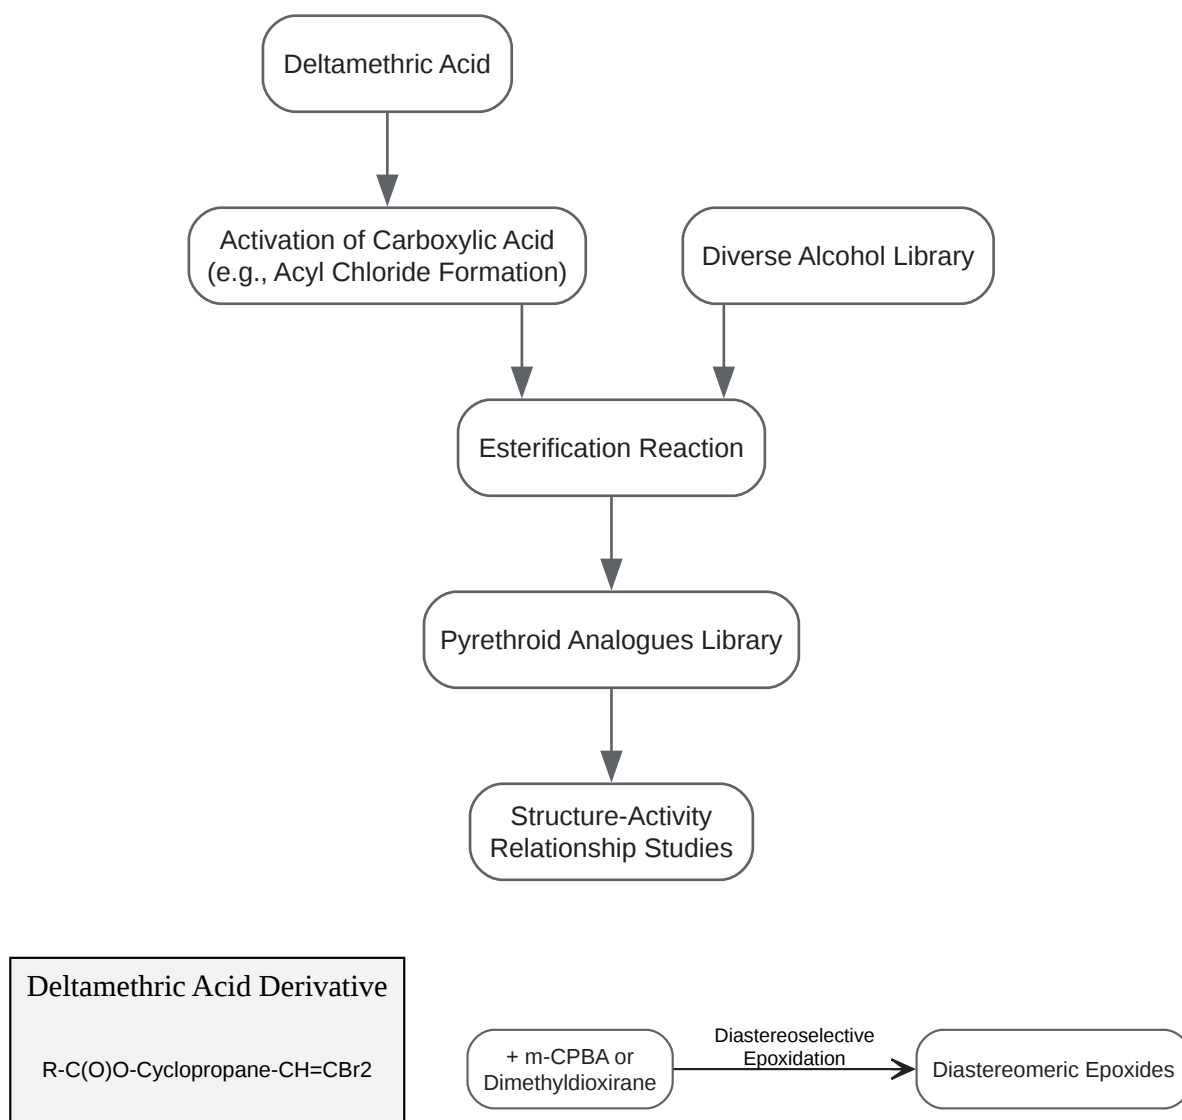 Deltamethric Acid
Activation of Carboxylic Acid
(e.g., Acyl Chloride Formation)
Diverse Alcohol Library
Esterification Reaction
Pyrethroid Analogues Library
Structure-Activity
Relationship Studies
Deltamethric Acid Derivative
R-C(O)O-Cyclopropane-CH=CBr2
+ m-CPBA or
Dimethyldioxirane
Diastereoselective
Epoxidation
Diastereomeric Epoxides